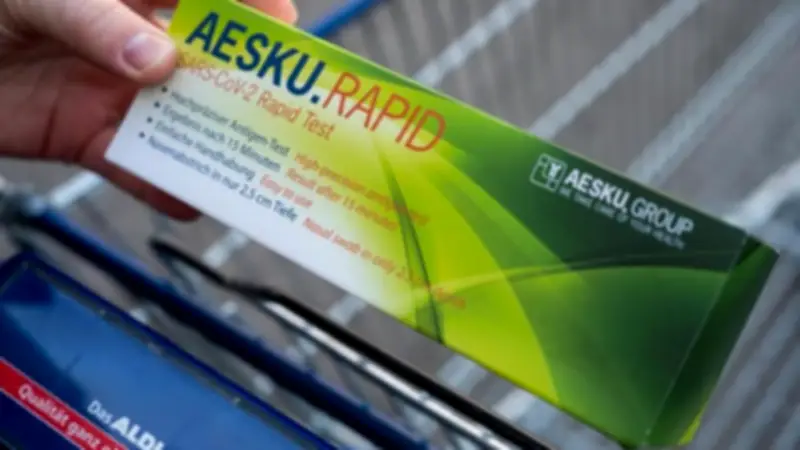 AESKU.RAPID
SARS-CoV-2 Rapid Test
• Hochpräziser Antigen-Test High-precision antigen test
• Ergebnis nach 15 Minuten Result after 15 minutes
• Einfache Handhabung Easy to use
• Nasenabstrich in nur 2,5 cm Tiefe Nasal swab in only 2,5 cm
AESKU.GROUP
WE TAKE CARE OF YOUR HEALTH
Das ALDI
Qualität ganz